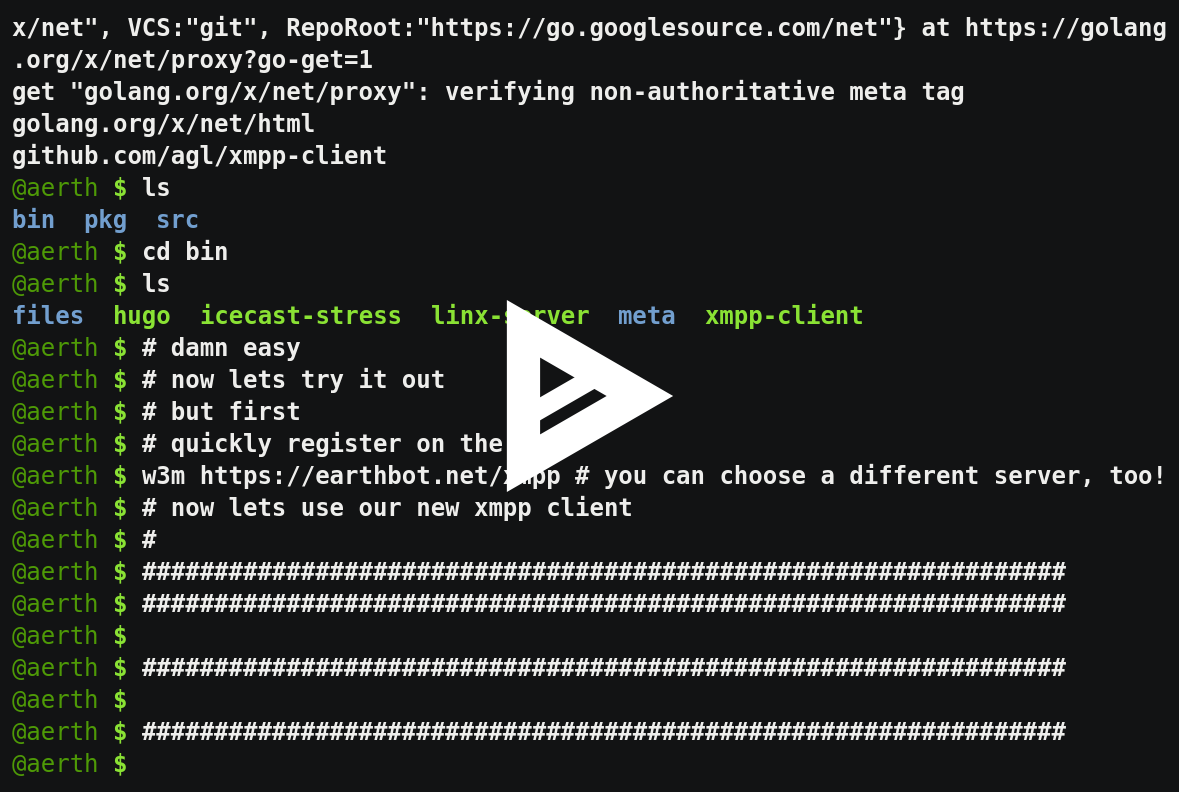 x/net", VCS:"git", RepoRoot:"https://go.googlesource.com/net"} at https://golang
.org/x/net/proxy?go-get=1
get "golang.org/x/net/proxy": verifying non-authoritative meta tag
golang.org/x/net/html
github.com/agl/xmpp-client
@aerth $ ls
bin  pkg  src
@aerth $ cd bin
@aerth $ ls
files  hugo  icecast-stress  linx-server  meta  xmpp-client
@aerth $ # damn easy
@aerth $ # now lets try it out
@aerth $ # but first
@aerth $ # quickly register on the
@aerth $ w3m https://earthbot.net/xmpp # you can choose a different server, too!
@aerth $ # now lets use our new xmpp client
@aerth $ #
@aerth $ ################################################################
@aerth $ ################################################################
@aerth $
@aerth $ ################################################################
@aerth $
@aerth $ ################################################################
@aerth $